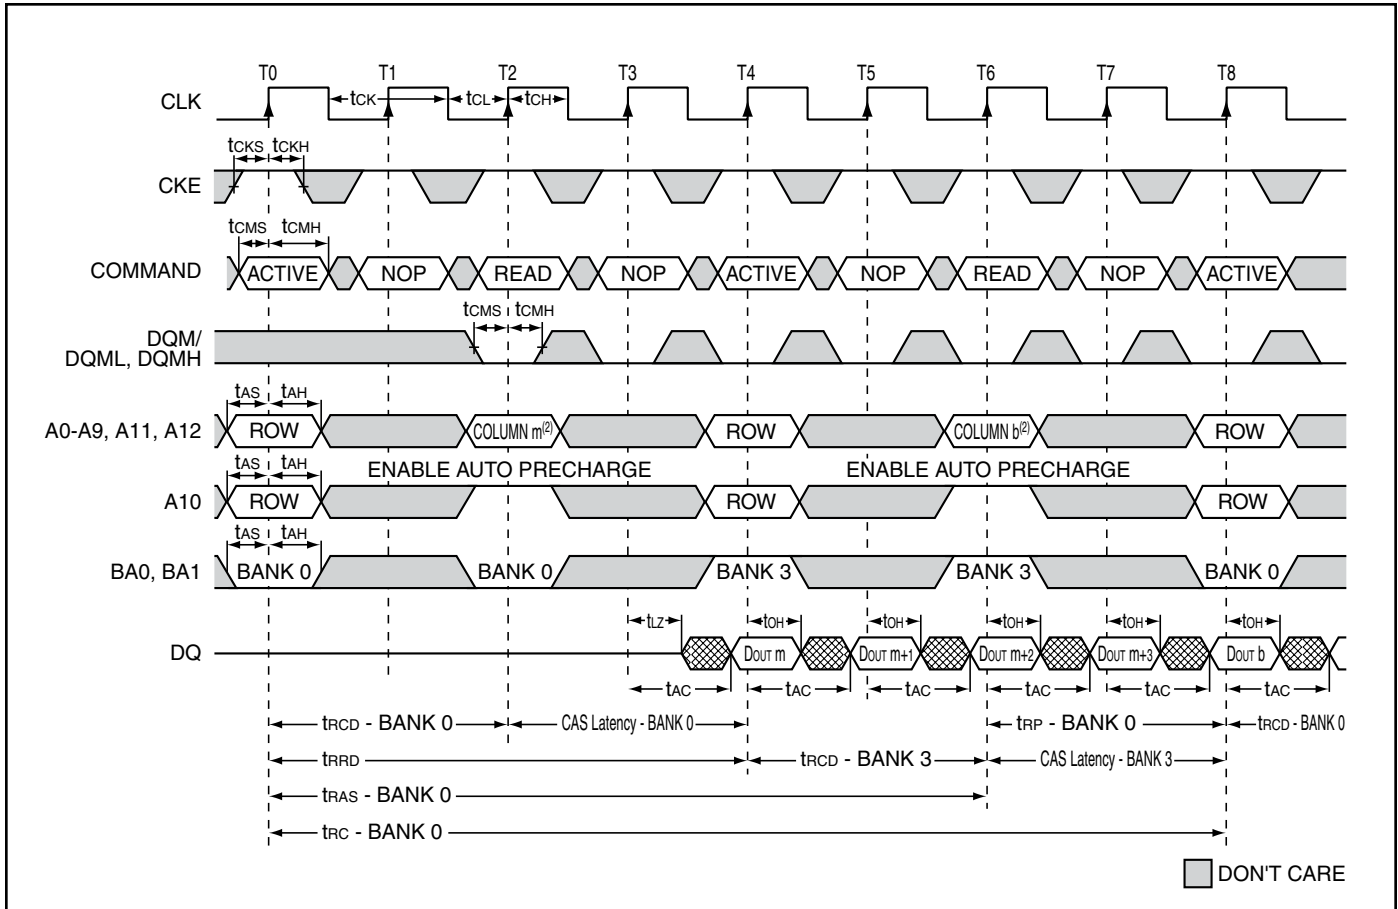 T0 T1 T2 T3 T4 T5 T6 T7 T8
CLK
tCK tCL tCH
tCKS tCKH
CKE
tCMS tCMH
COMMAND ACTIVE NOP READ NOP ACTIVE NOP READ NOP ACTIVE
tCMS tCMH
DQM/
DQML, DQMH
tAS tAH
A0-A9, A11, A12 ROW COLUMN m(2) ROW COLUMN b(2) ROW
tAS tAH ENABLE AUTO PRECHARGE ENABLE AUTO PRECHARGE
A10 ROW ROW ROW
tAS tAH
BA0, BA1 BANK 0 BANK 0 BANK 3 BANK 3 BANK 0
tLZ tOH tOH tOH tOH tOH
DQ DOUT m DOUT m+1 DOUT m+2 DOUT m+3 DOUT b
tAC tAC tAC tAC tAC tAC
tRCD - BANK 0 CAS Latency - BANK 0 tRP - BANK 0 tRCD - BANK 0
tRRD tRCD - BANK 3 CAS Latency - BANK 3
tRAS - BANK 0
tRC - BANK 0
DON'T CARE